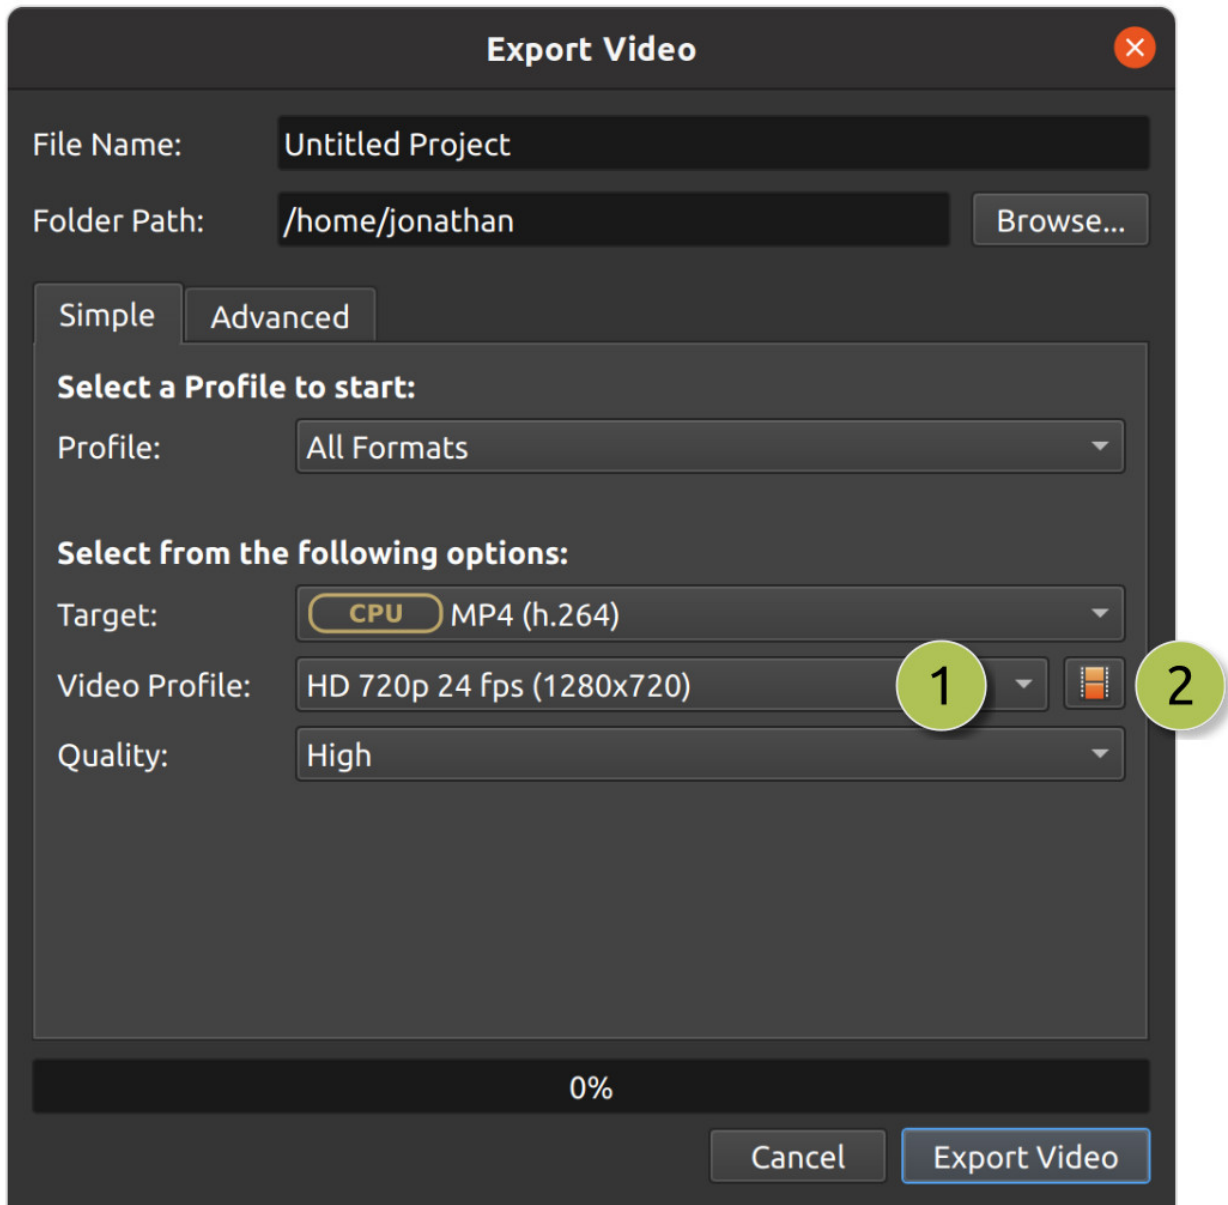 Export Video
File Name: Untitled Project
Folder Path: /home/jonathan Browse...
Simple Advanced
Select a Profile to start:
Profile: All Formats
Select from the following options:
Target: CPU MP4 (h.264)
Video Profile: HD 720p 24 fps (1280x720) 1 2
Quality: High
0%
Cancel Export Video